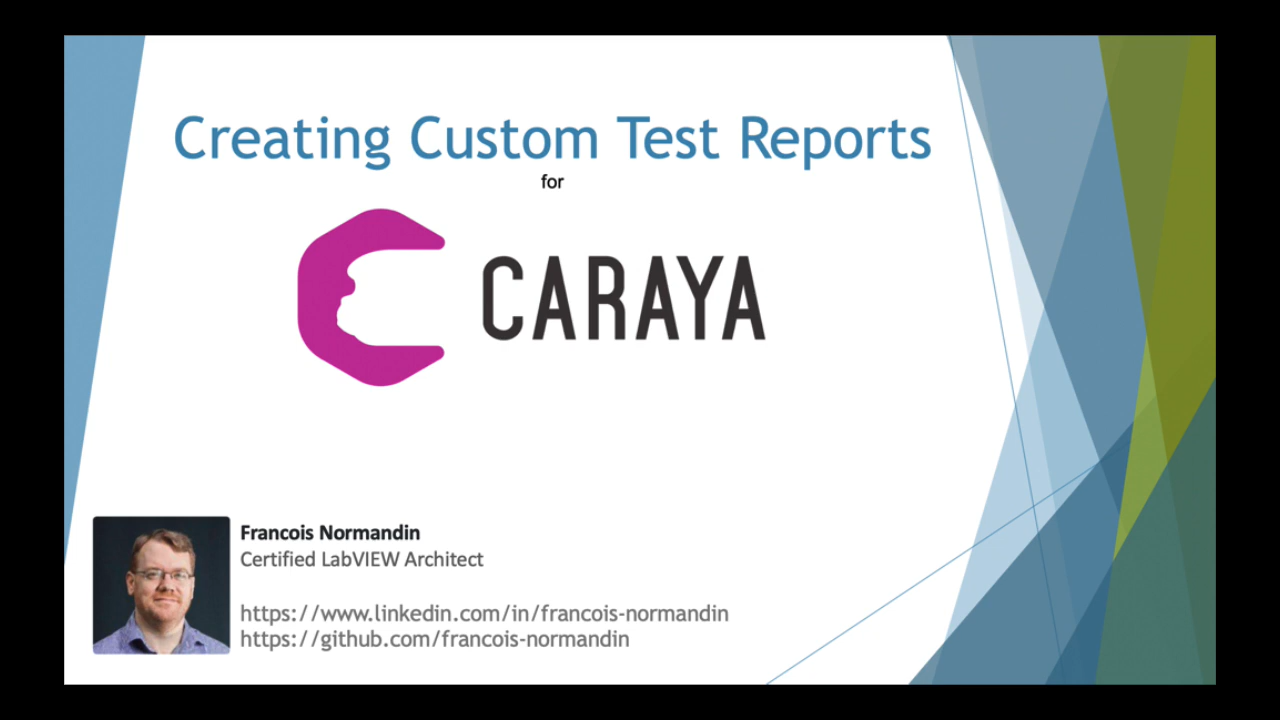 Creating Custom Test Reports
for
CARAYA
Francois Normandin
Certified LabVIEW Architect
https://www.linkedin.com/in/francois-normandin
https://github.com/francois-normandin